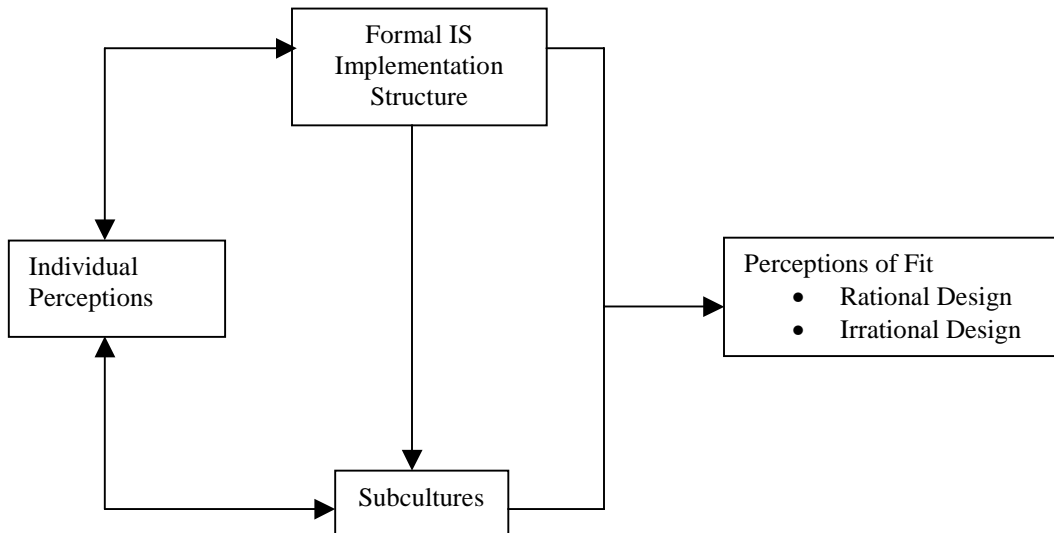 Formal IS
Implementation
Structure
Individual
Perceptions
Perceptions of Fit
• Rational Design
• Irrational Design
Subcultures